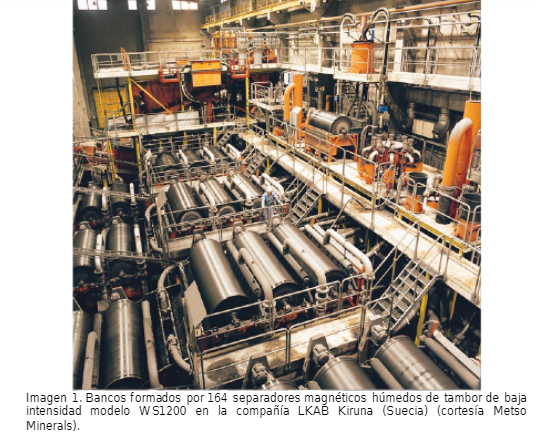 Imagen 1. Bancos formados por 164 separadores magnéticos húmedos de tambor de baja
intensidad modelo WS1200 en la compañía LKAB Kiruna (Suecia) (cortesía Metso
Minerals).